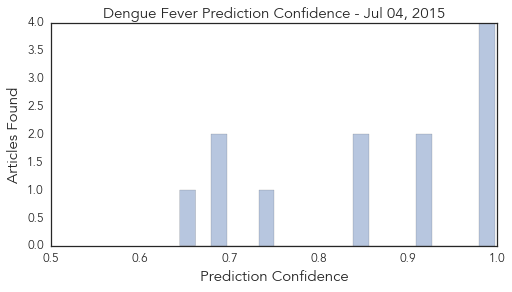 Dengue Fever Prediction Confidence - Jul 04, 2015
Articles Found
4.0
3.5
3.0
2.5
2.0
1.5
1.0
0.5
0.0
0.5 0.6 0.7 0.8 0.9 1.0
Prediction Confidence